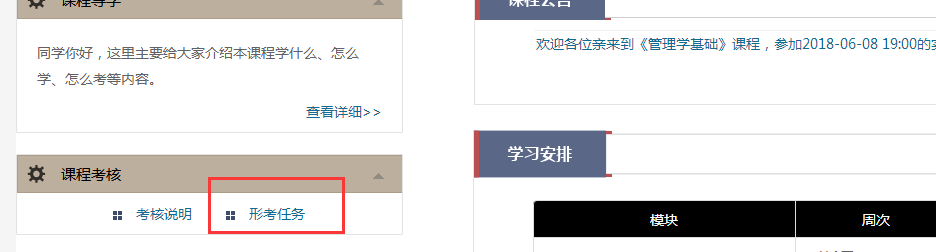 课程导学
同学你好，这里主要给大家介绍本课程学什么、怎么
学、怎么考等内容。
查看详细>>
课程考核
考核说明 形考任务
课程公告
欢迎各位亲来到《管理学基础》课程，参加2018-06-08 19:00的
学习安排
模块 周次